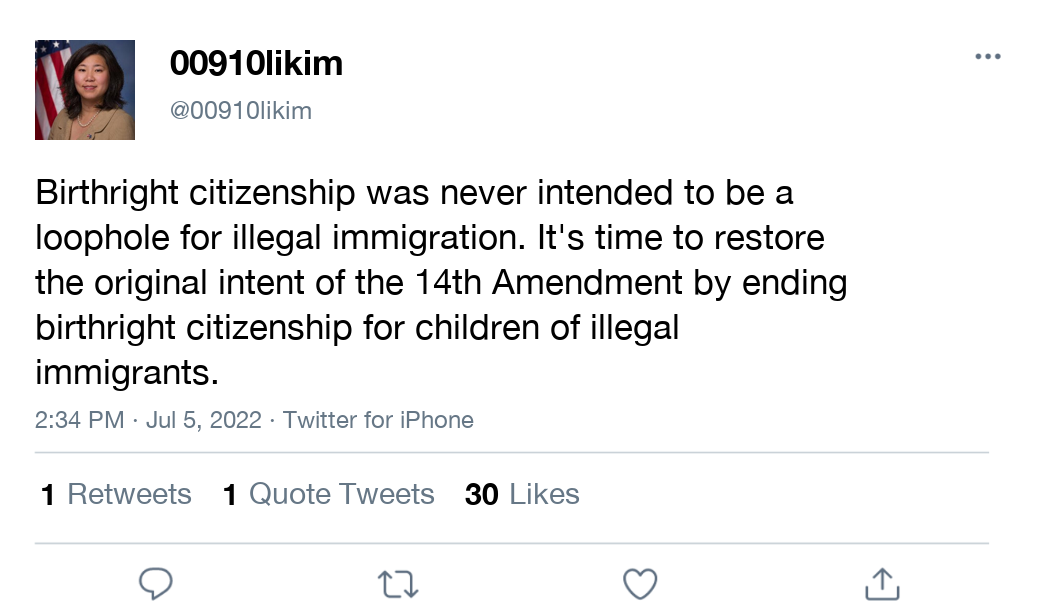 00910likim
@00910likim
Birthright citizenship was never intended to be a
loophole for illegal immigration. It's time to restore
the original intent of the 14th Amendment by ending
birthright citizenship for children of illegal
immigrants.
2:34 PM · Jul 5, 2022 · Twitter for iPhone
1 Retweets 1 Quote Tweets 30 Likes